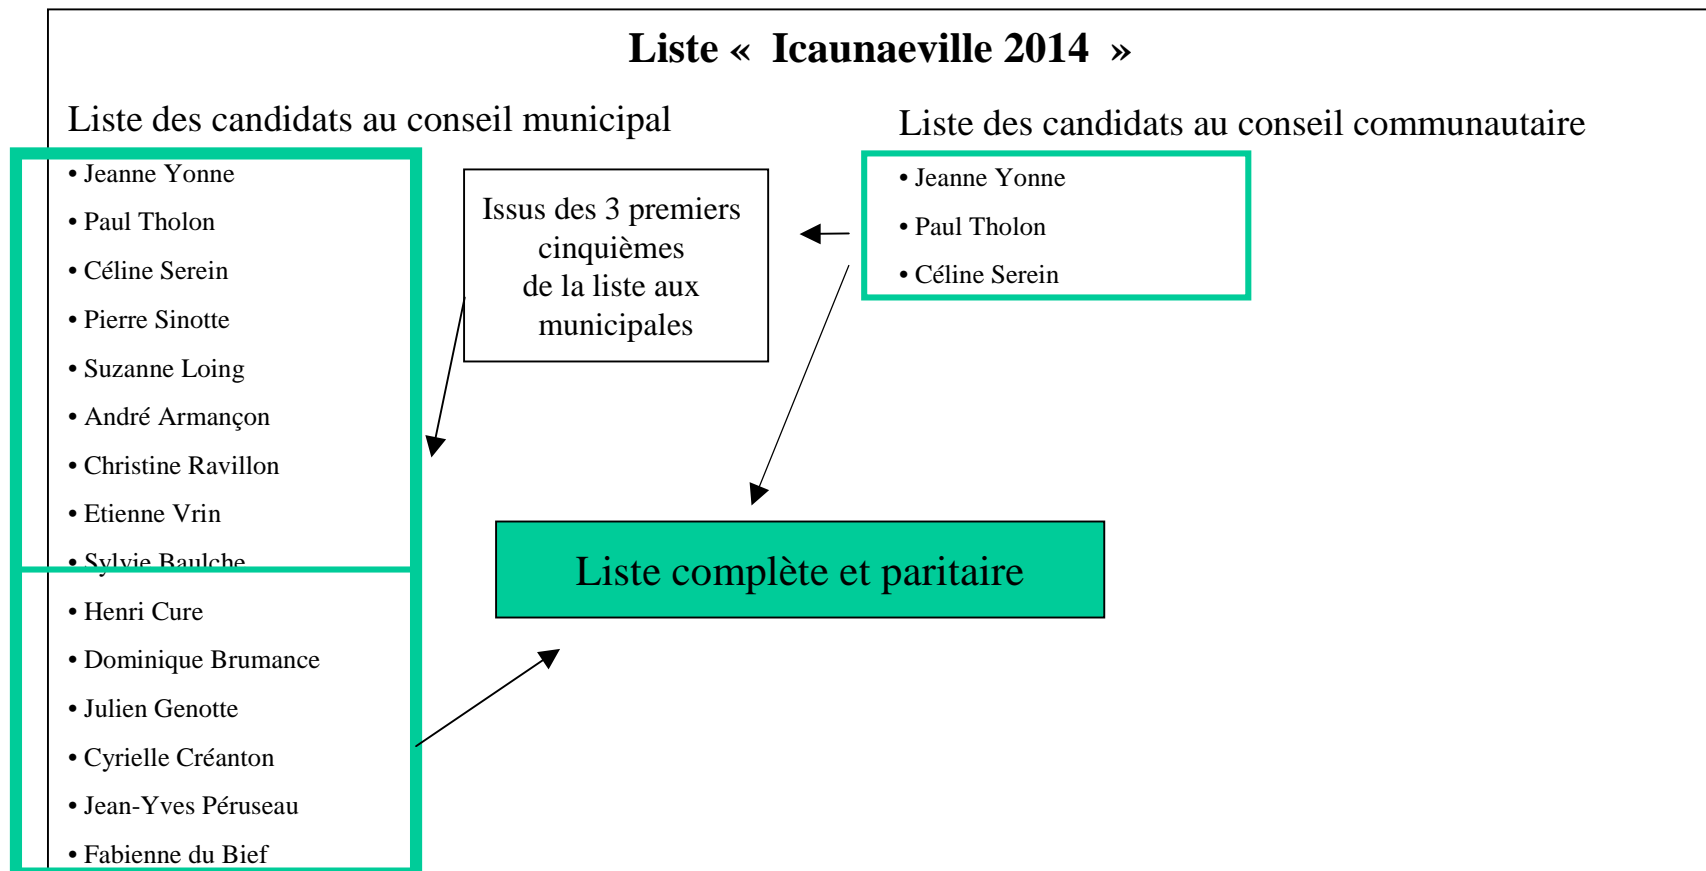 Liste « Icaunaeville 2014 »
Liste des candidats au conseil municipal
• Jeanne Yonne
• Paul Tholon
• Céline Serein
• Pierre Sinotte
• Suzanne Loing
• André Armançon
• Christine Ravillon
• Etienne Vrin
• Sylvie Baulche
• Henri Cure
• Dominique Brumance
• Julien Genotte
• Cyrielle Créanton
• Jean-Yves Péruseau
• Fabienne du Bief
Issus des 3 premiers
cinquièmes
de la liste aux
municipales
Liste des candidats au conseil communautaire
• Jeanne Yonne
• Paul Tholon
• Céline Serein
Liste complète et paritaire